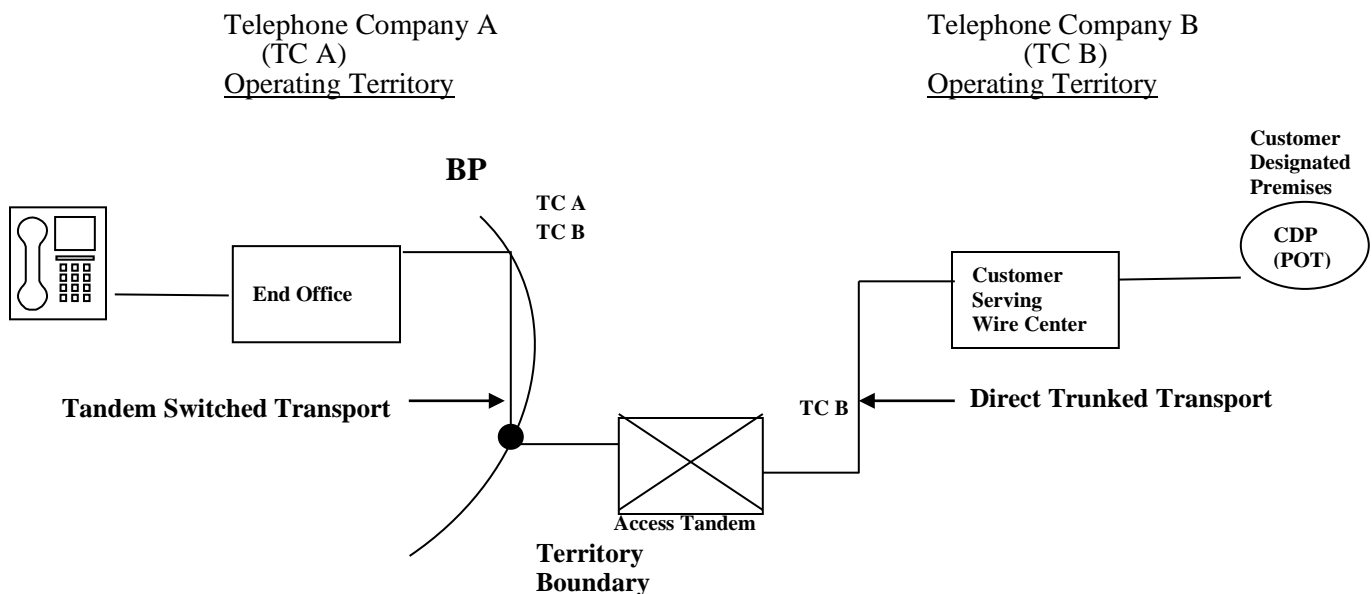 Telephone Company A
(TC A)
Operating Territory
Telephone Company B
(TC B)
Operating Territory
Customer
Designated
Premises
BP
TC A
TC B
CDP
(POT)
End Office
Customer
Serving
Wire Center
Tandem Switched Transport
TC B
Direct Trunked Transport
Access Tandem
Territory
Boundary